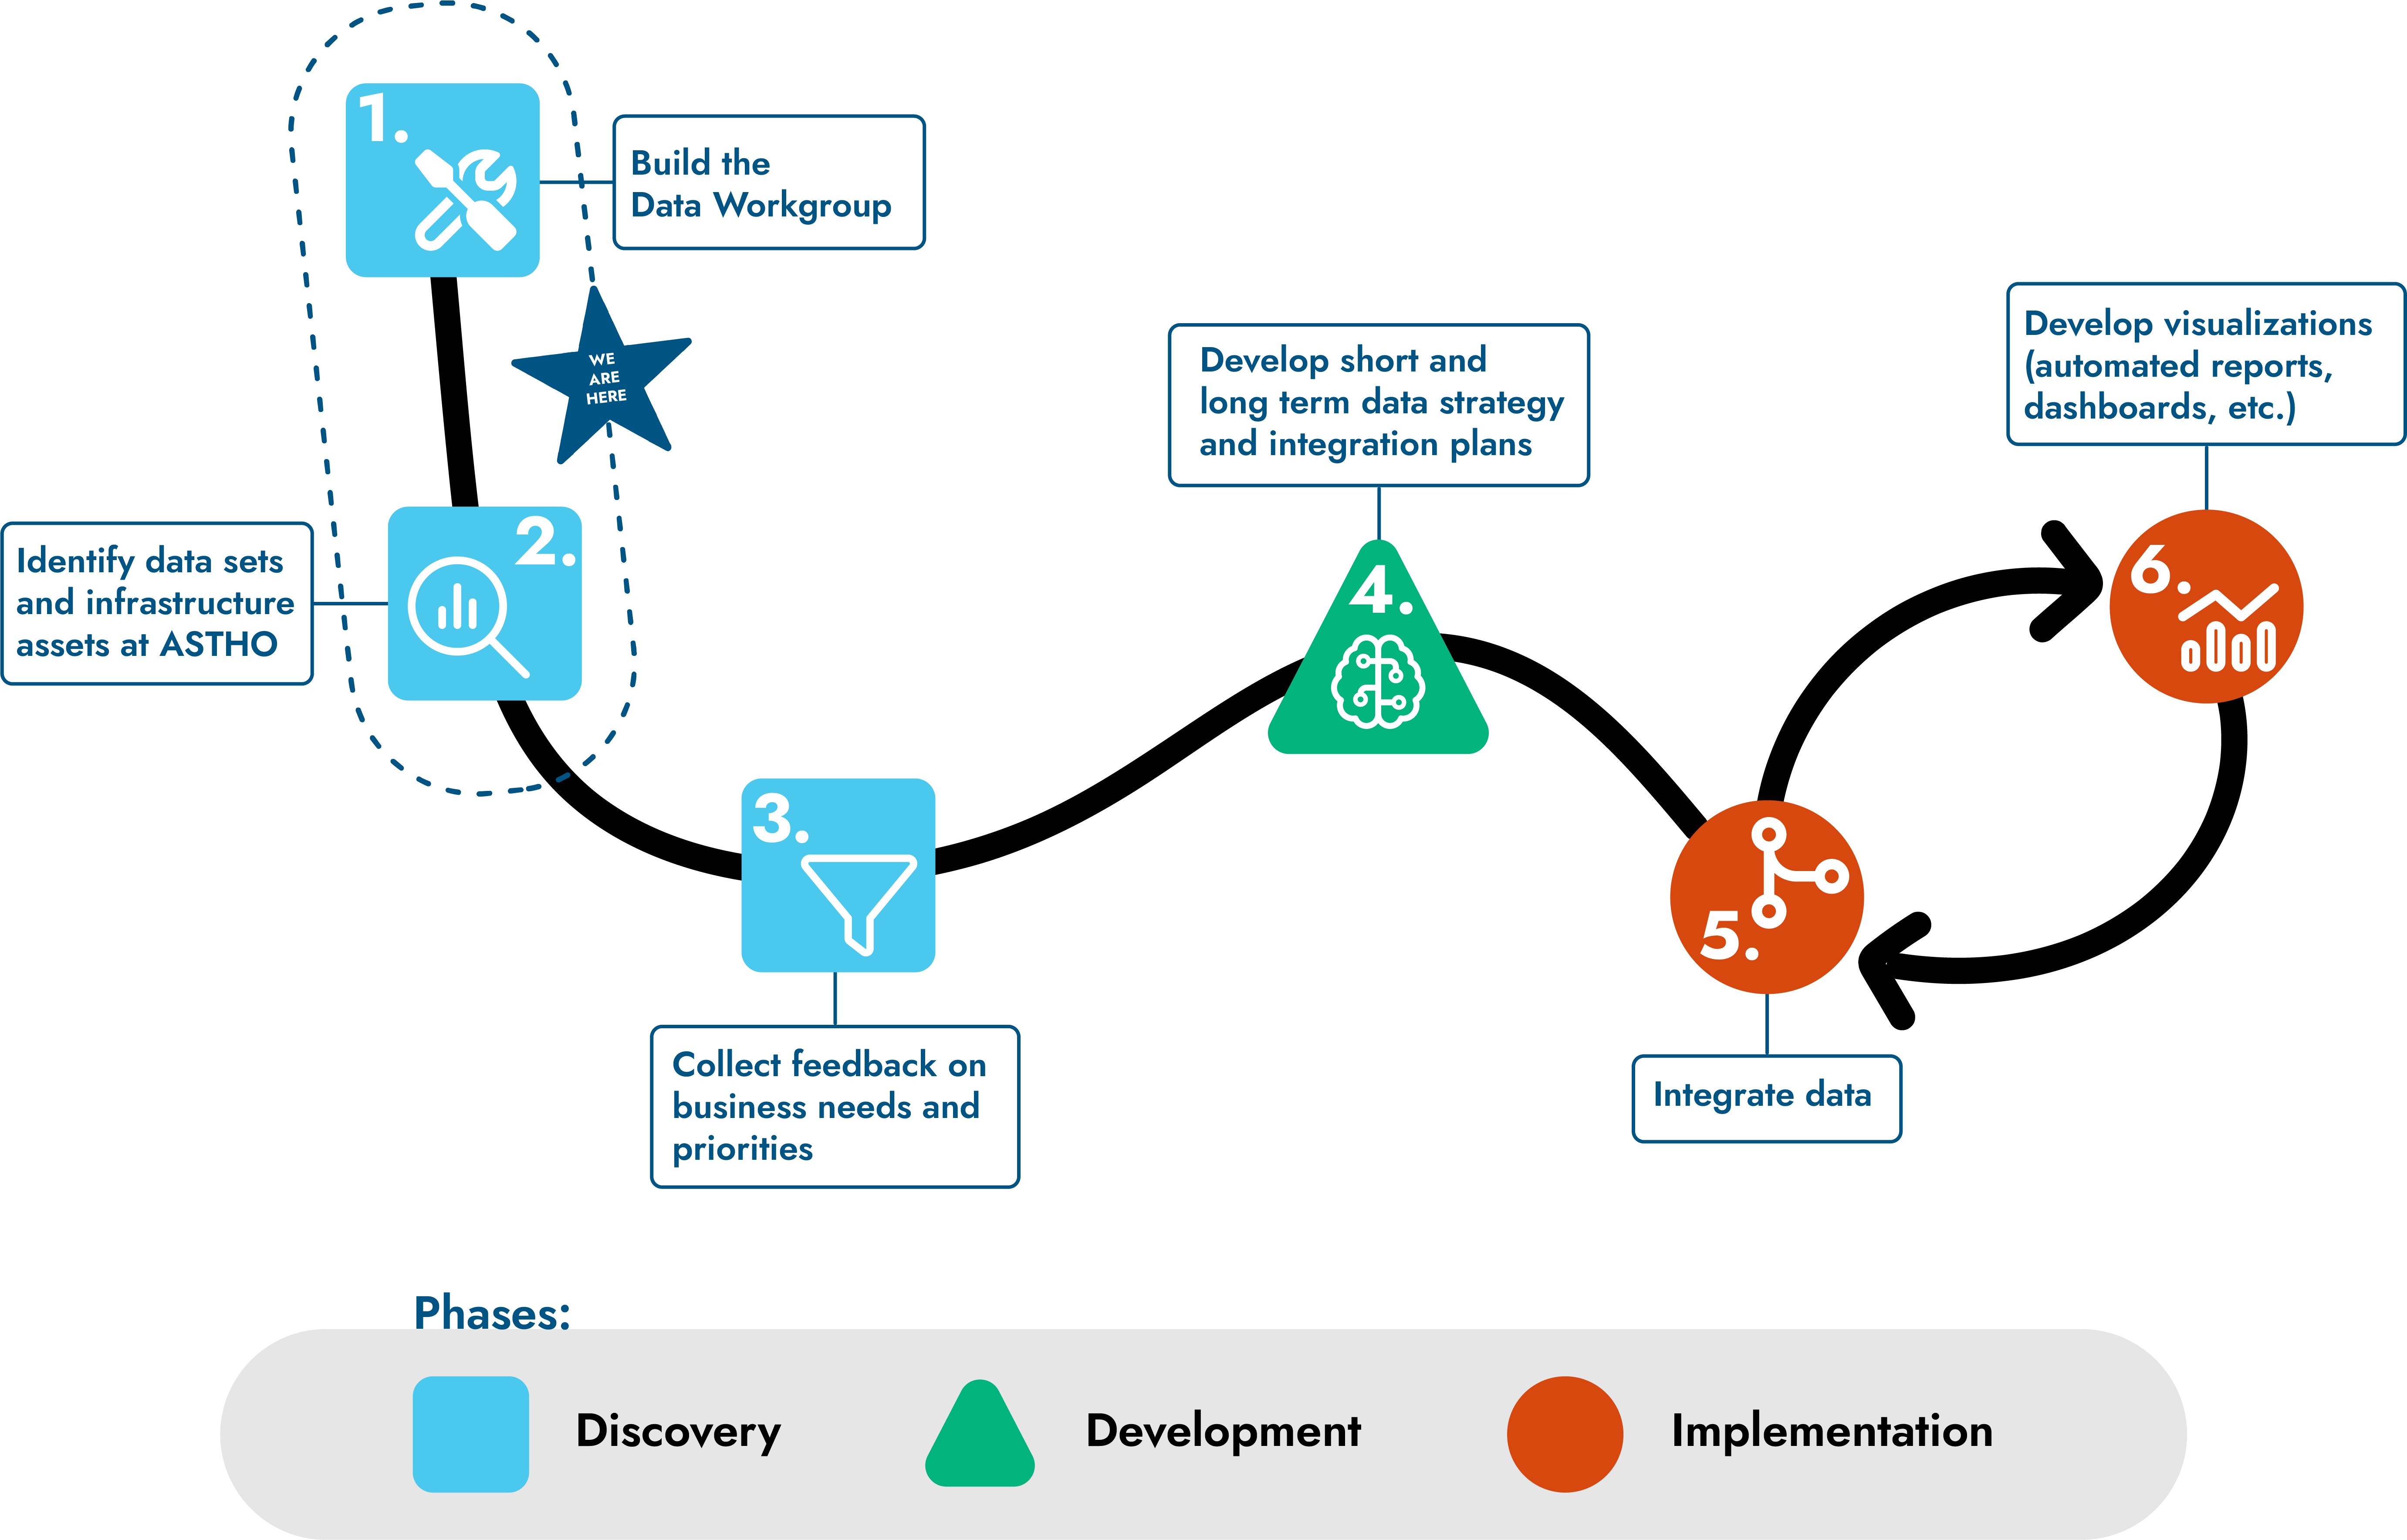 1.
Build the
Data Workgroup
WE
ARE
HERE
2.
Identify data sets
and infrastructure
assets at ASTHO
3.
Collect feedback on
business needs and
priorities
Develop short and
long term data strategy
and integration plans
4.
5.
Integrate data
Develop visualizations
(automated reports,
dashboards, etc.)
6.
Phases:
Discovery
Development
Implementation